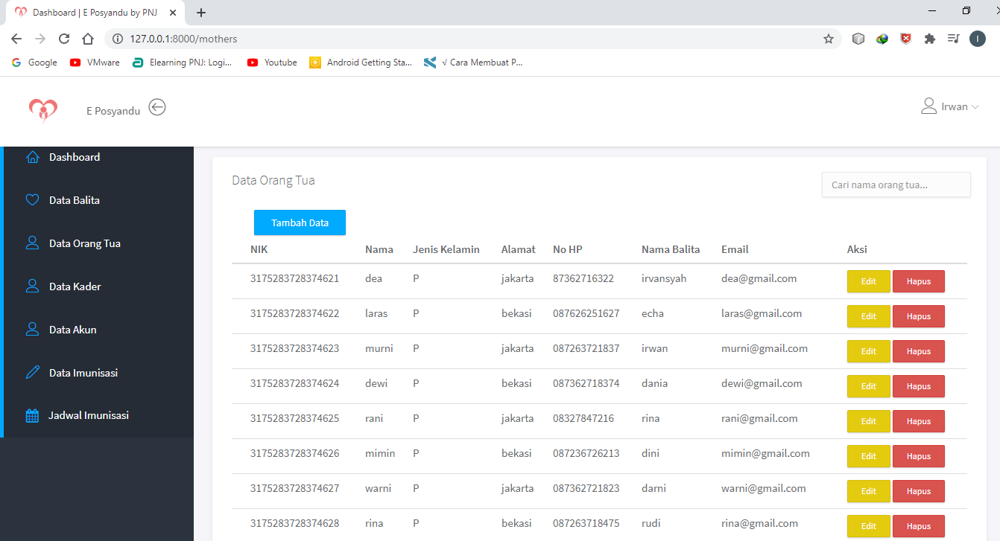 Dashboard | E Posyandu by PNJ
127.0.0.1:8000/mothers
I
Google VMware Elearning PNJ: Logi... Youtube Android Getting Sta... √ Cara Membuat P...
E Posyandu
Irwan
Dashboard
Data Balita
Data Orang Tua
Data Kader
Data Akun
Data Imunisasi
Jadwal Imunisasi
Data Orang Tua
Cari nama orang tua...
Tambah Data
NIK Nama Jenis Kelamin Alamat No HP Nama Balita Email Aksi
3175283728374621 dea P jakarta 87362716322 irvansyah dea@gmail.com Edit Hapus
3175283728374622 laras P bekasi 087626251627 echa laras@gmail.com Edit Hapus
3175283728374623 murni P jakarta 087263721837 irwan murni@gmail.com Edit Hapus
3175283728374624 dewi P bekasi 087362718374 dania dewi@gmail.com Edit Hapus
3175283728374625 rani P jakarta 08327847216 rina rani@gmail.com Edit Hapus
3175283728374626 mimin P bekasi 087236726213 dini mimin@gmail.com Edit Hapus
3175283728374627 warni P jakarta 087362721823 darni warni@gmail.com Edit Hapus
3175283728374628 rina P bekasi 087263718475 rudi rina@gmail.com Edit Hapus